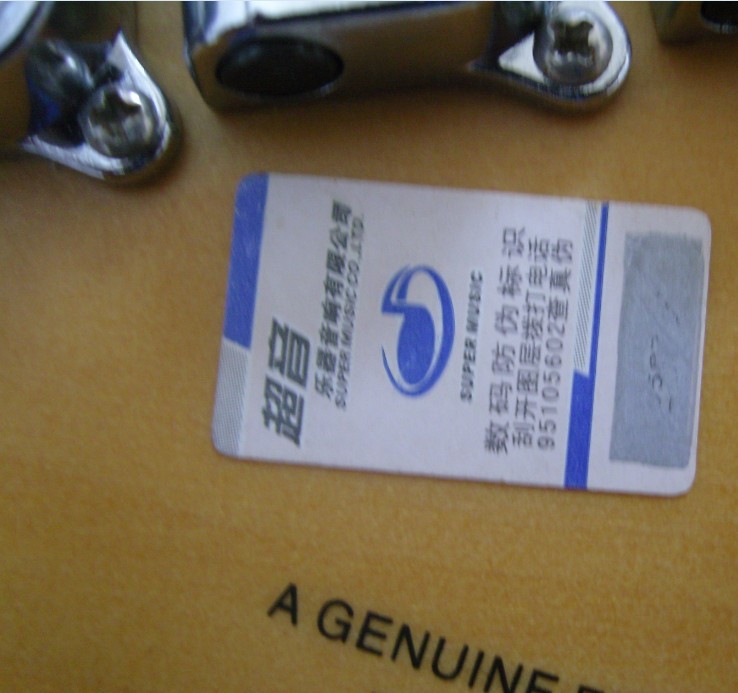 超音
乐器音响有限公司
SUPER MUSIC CO.,LTD.
SUPER MUSIC
数码防伪标识
刮开图层拨打电话
95105602查真伪
A GENUINE